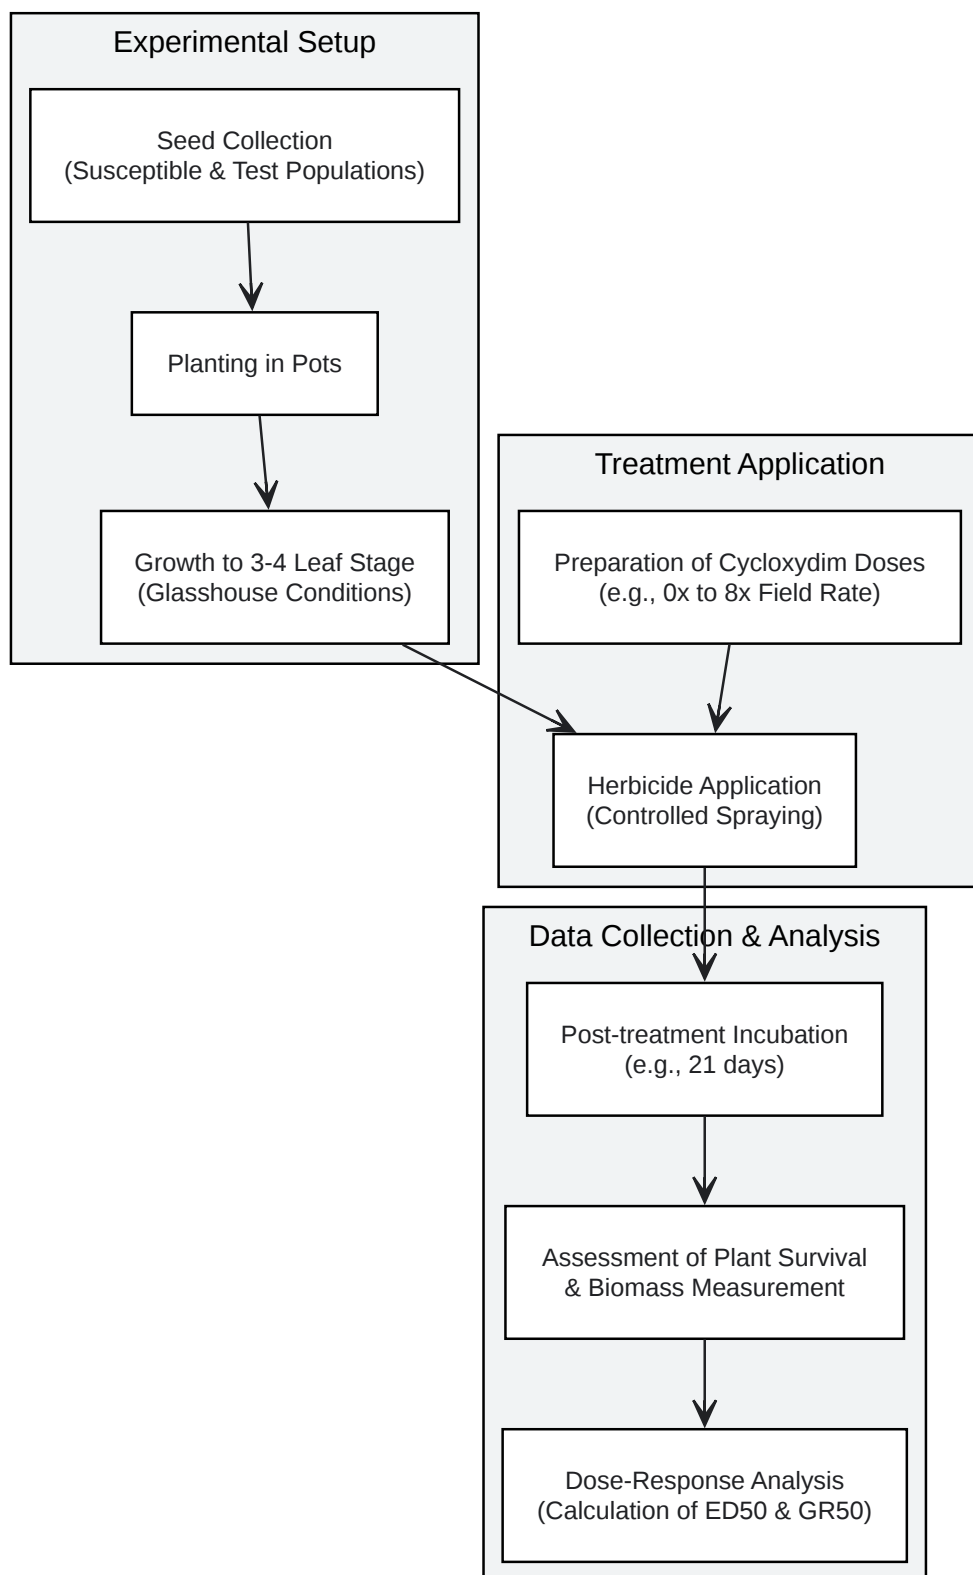 Experimental Setup
Seed Collection
(Susceptible & Test Populations)
Planting in Pots
Growth to 3-4 Leaf Stage
(Glasshouse Conditions)
Treatment Application
Preparation of Cycloxydim Doses
(e.g., 0x to 8x Field Rate)
Herbicide Application
(Controlled Spraying)
Data Collection & Analysis
Post-treatment Incubation
(e.g., 21 days)
Assessment of Plant Survival
& Biomass Measurement
Dose-Response Analysis
(Calculation of ED50 & GR50)